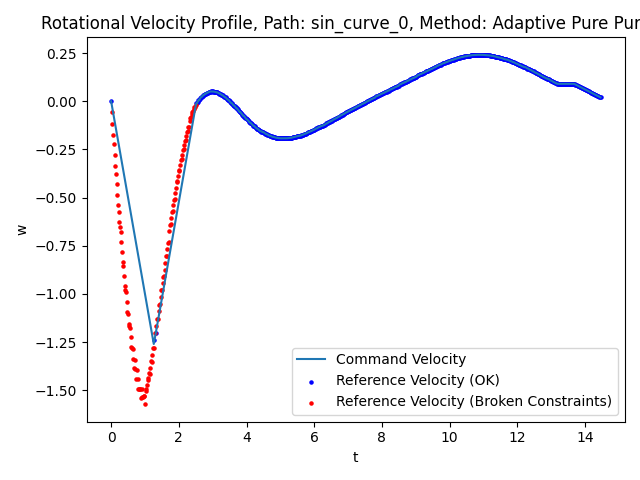 Rotational Velocity Profile, Path: sin_curve_0, Method: Adaptive Pure Pur
0.25
0.00
−0.25
−0.50
−0.75
−1.00
−1.25
−1.50
w
0 2 4 6 8 10 12 14
t
Command Velocity
Reference Velocity (OK)
Reference Velocity (Broken Constraints)